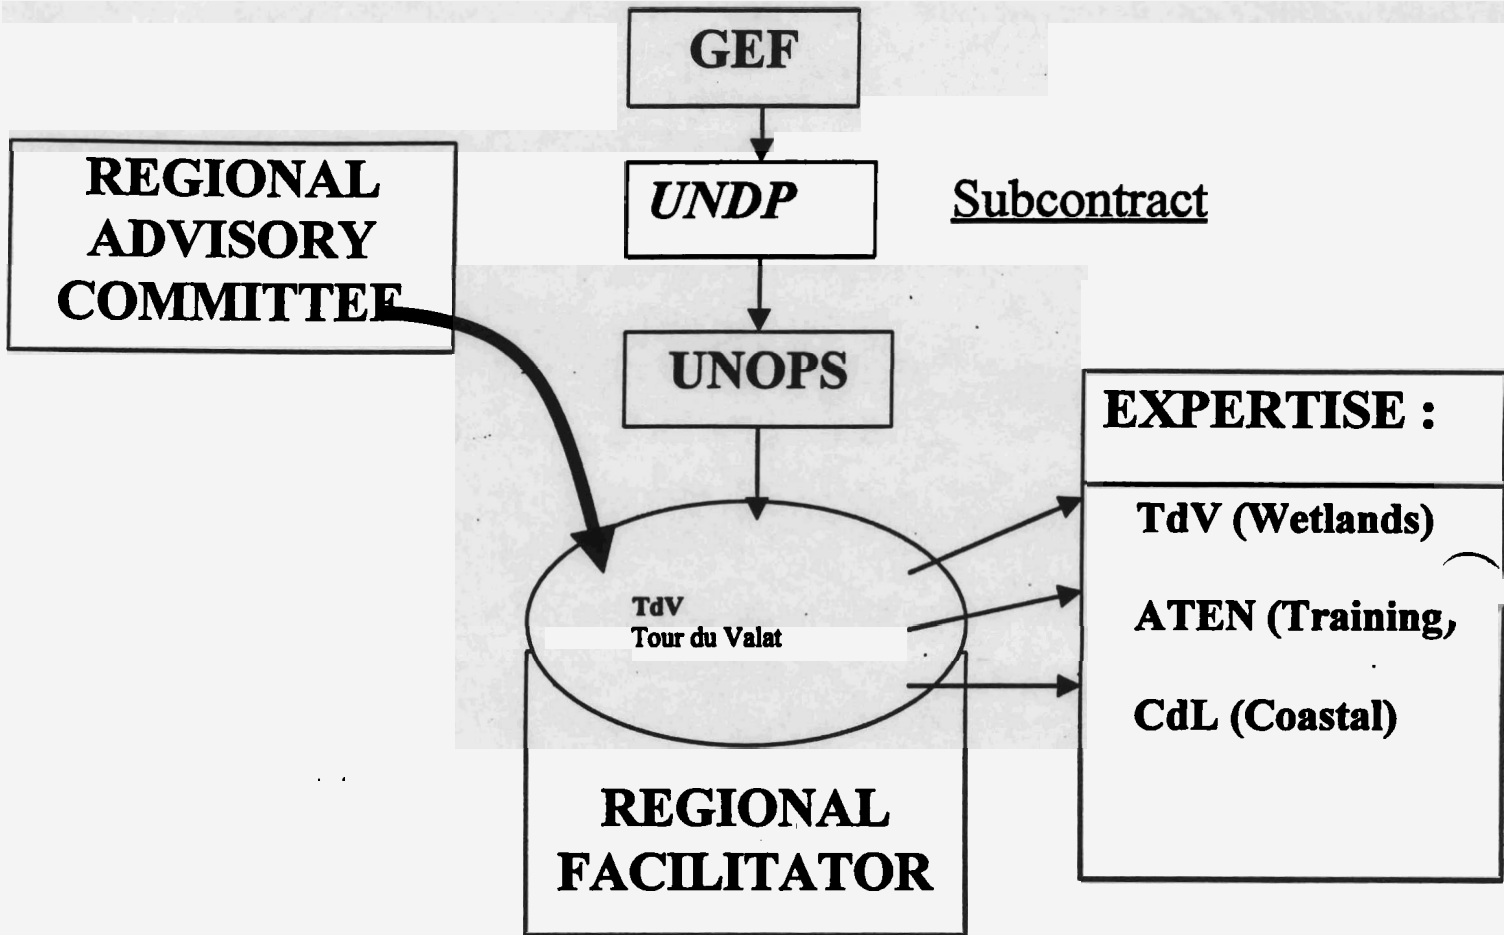 GEF
REGIONAL
ADVISORY
COMMITTEE
UNDP
Subcontract
UNOPS
EXPERTISE :
TdV (Wetlands)
ATEN (Training,
CdL (Coastal)
TdV
Tour du Valat
REGIONAL
FACILITATOR